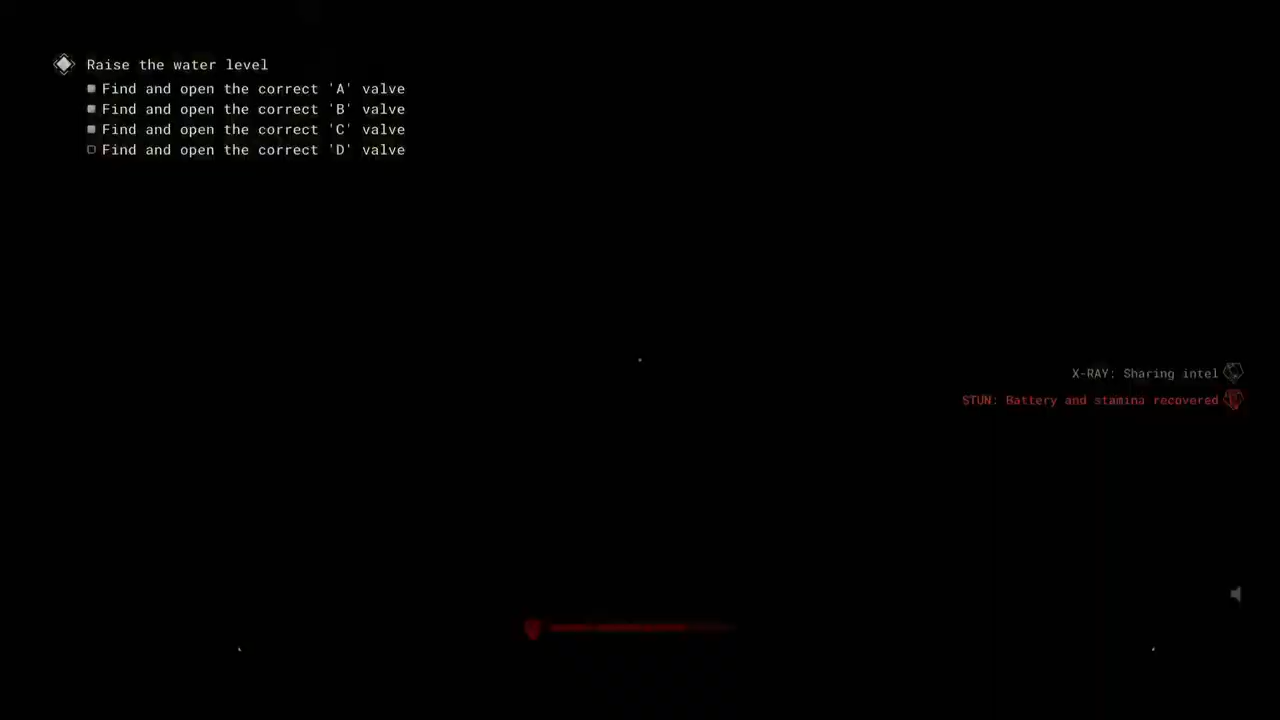 Raise the water level
Find and open the correct 'A' valve
Find and open the correct 'B' valve
Find and open the correct 'C' valve
Find and open the correct 'D' valve
X-RAY: Sharing intel
STUN: Battery and stamina recovered